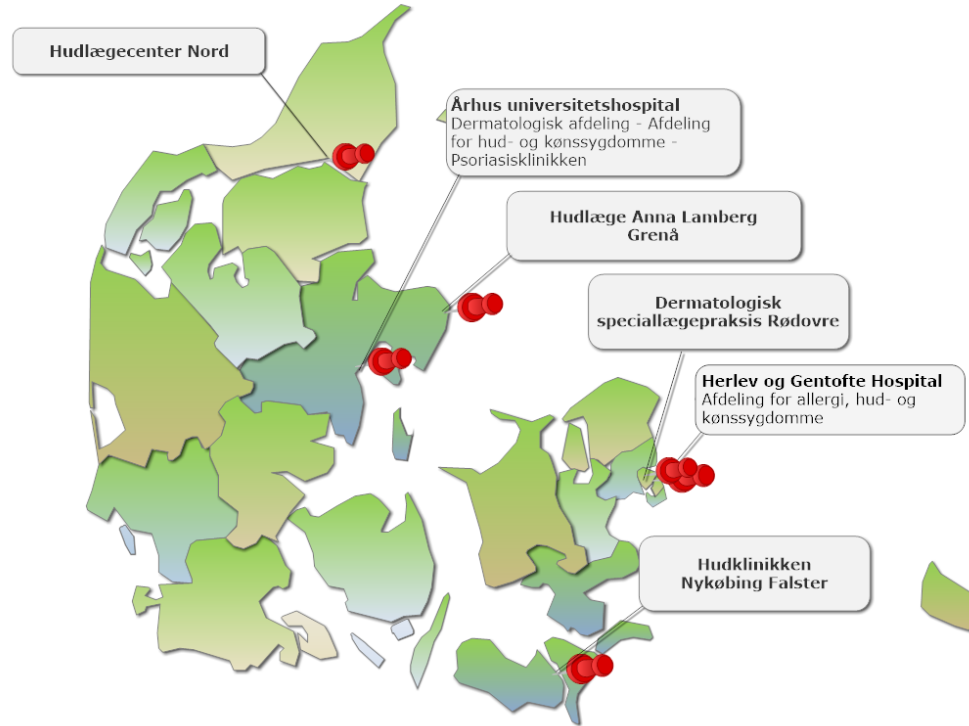 Hudlægecenter Nord
Århus universitetshospital
Dermatologisk afdeling - Afdeling
for hud- og kønssygdomme -
Psoriasisklinikken
Hudlæge Anna Lamberg
Grenå
Dermatologisk
speciallægepraksis Rødovre
Herlev og Gentofte Hospital
Afdeling for allergi, hud- og
kønssygdomme
Hudklinikken
Nykøbing Falster